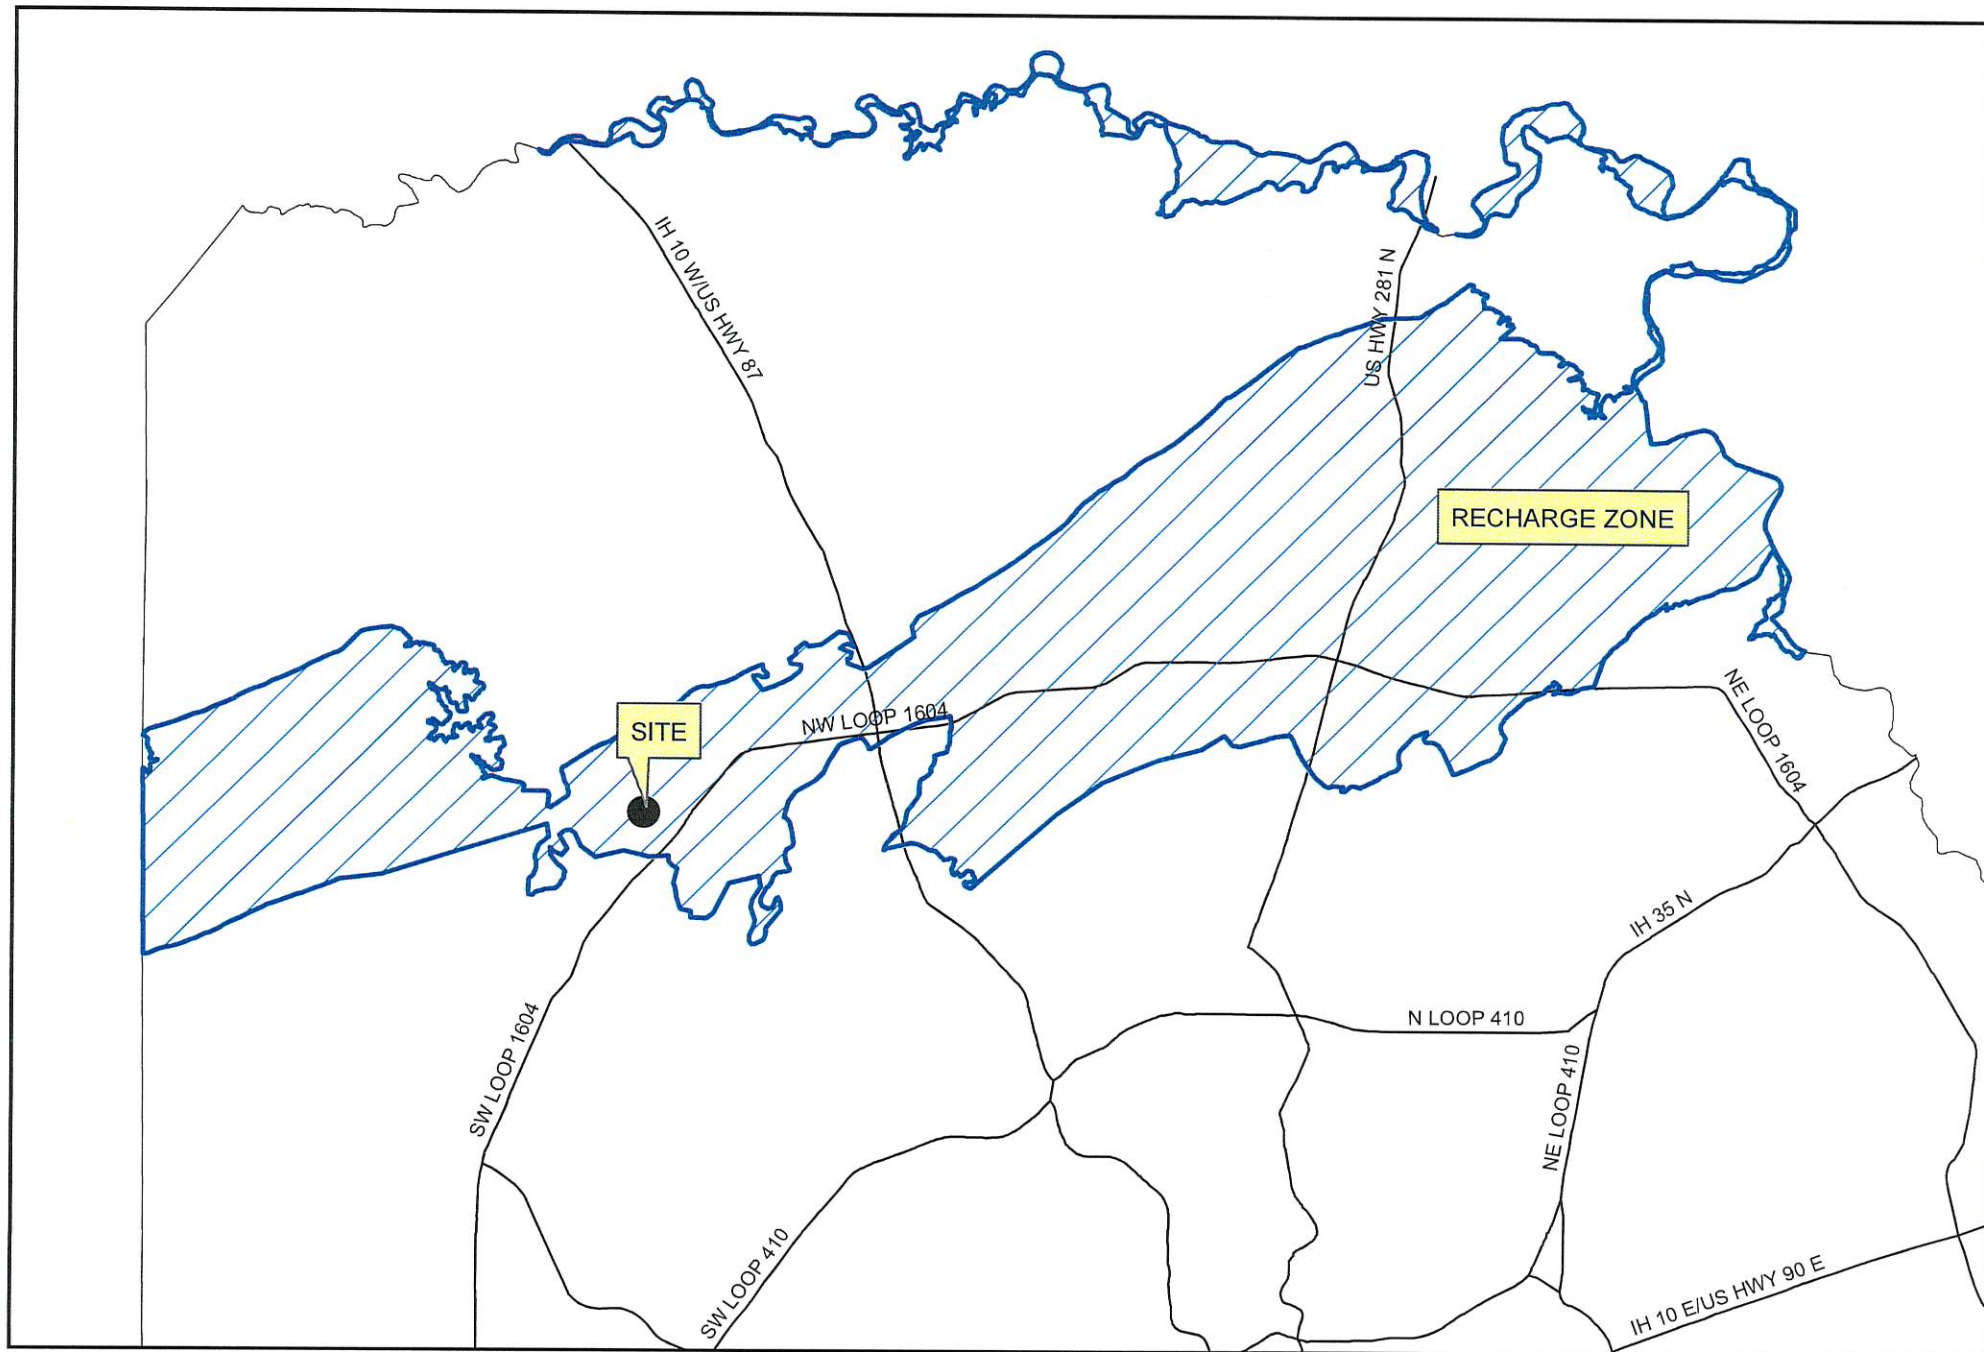 IH 10 W/US HWY 87
US HWY 281 N
RECHARGE ZONE
SITE
NW LOOP 1604
NE LOOP 1604
IH 35 N
SW LOOP 1604
N LOOP 410
NE LOOP 410
SW LOOP 410
IH 10 E/US HWY 90 E